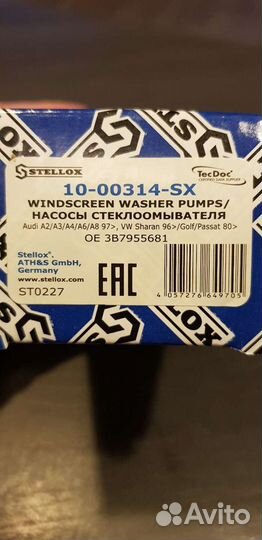 STELLOX
TecDoc
CERTIFIED DATA SUPPLIER
10-00314-SX
WINDSCREEN WASHER PUMPS/
НАСОСЫ СТЕКЛООМЫВАТЕЛЯ
Audi A2/A3/A4/A6/A8 97>, VW Sharan 96>/Golf/Passat 80>
OE 3B7955681
Stellox®
ATH&S GmbH,
Germany
www.stellox.com
ST0227
EAC
4 057276 649705
Avito